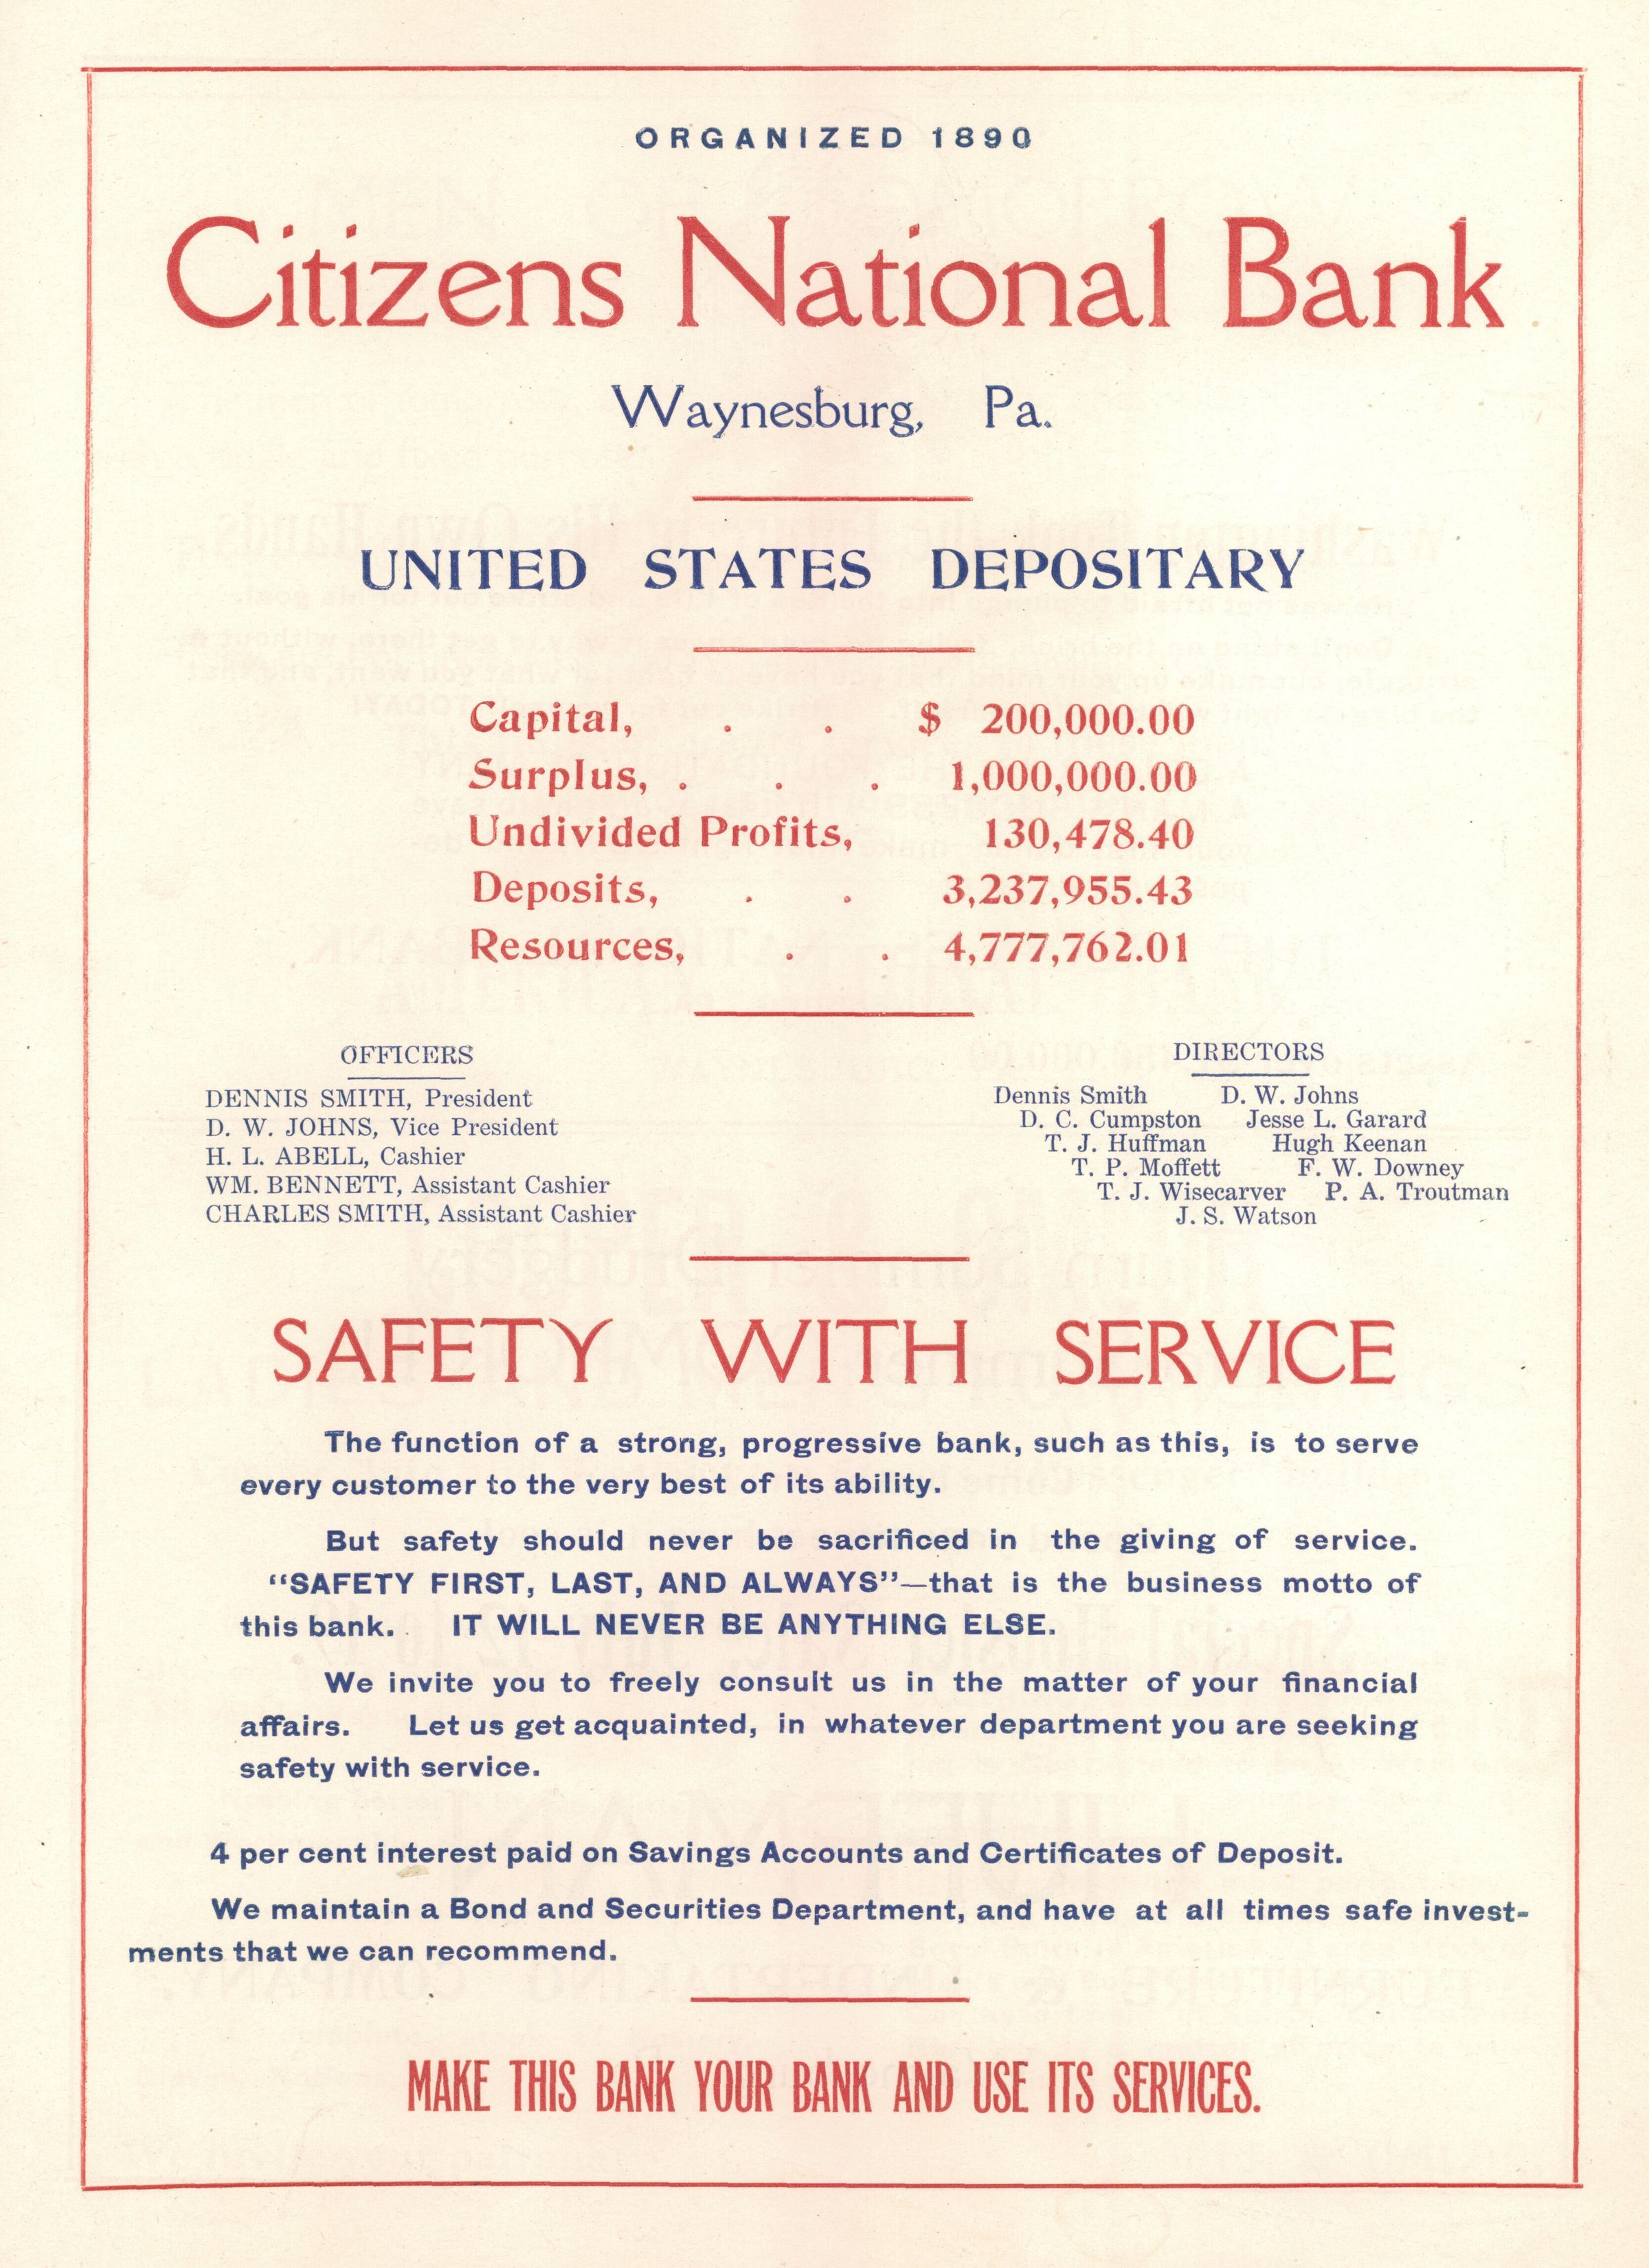 ORGANIZED 1890
Citizens National Bank
Waynesburg, Pa.
UNITED STATES DEPOSITARY
Capital, . . $ 200,000.00
Surplus, . . . 1,000,000.00
Undivided Profits, 130,478.40
Deposits, . . 3,237,955.43
Resources, . . 4,777,762.01
OFFICERS
DENNIS SMITH, President
D. W. JOHNS, Vice President
H. L. ABELL, Cashier
WM. BENNETT, Assistant Cashier
CHARLES SMITH, Assistant Cashier
DIRECTORS
Dennis Smith D. W. Johns
D. C. Cumpston Jesse L. Garard
T. J. Huffman Hugh Keenan
T. P. Moffett F. W. Downey
T. J. Wisecarver P. A. Troutman
J. S. Watson
SAFETY WITH SERVICE
The function of a strong, progressive bank, such as this, is to serve
every customer to the very best of its ability.
But safety should never be sacrificed in the giving of service.
“SAFETY FIRST, LAST, AND ALWAYS”—that is the business motto of
this bank. IT WILL NEVER BE ANYTHING ELSE.
We invite you to freely consult us in the matter of your financial
affairs. Let us get acquainted, in whatever department you are seeking
safety with service.
4 per cent interest paid on Savings Accounts and Certificates of Deposit.
We maintain a Bond and Securities Department, and have at all times safe invest-
ments that we can recommend.
MAKE THIS BANK YOUR BANK AND USE ITS SERVICES.